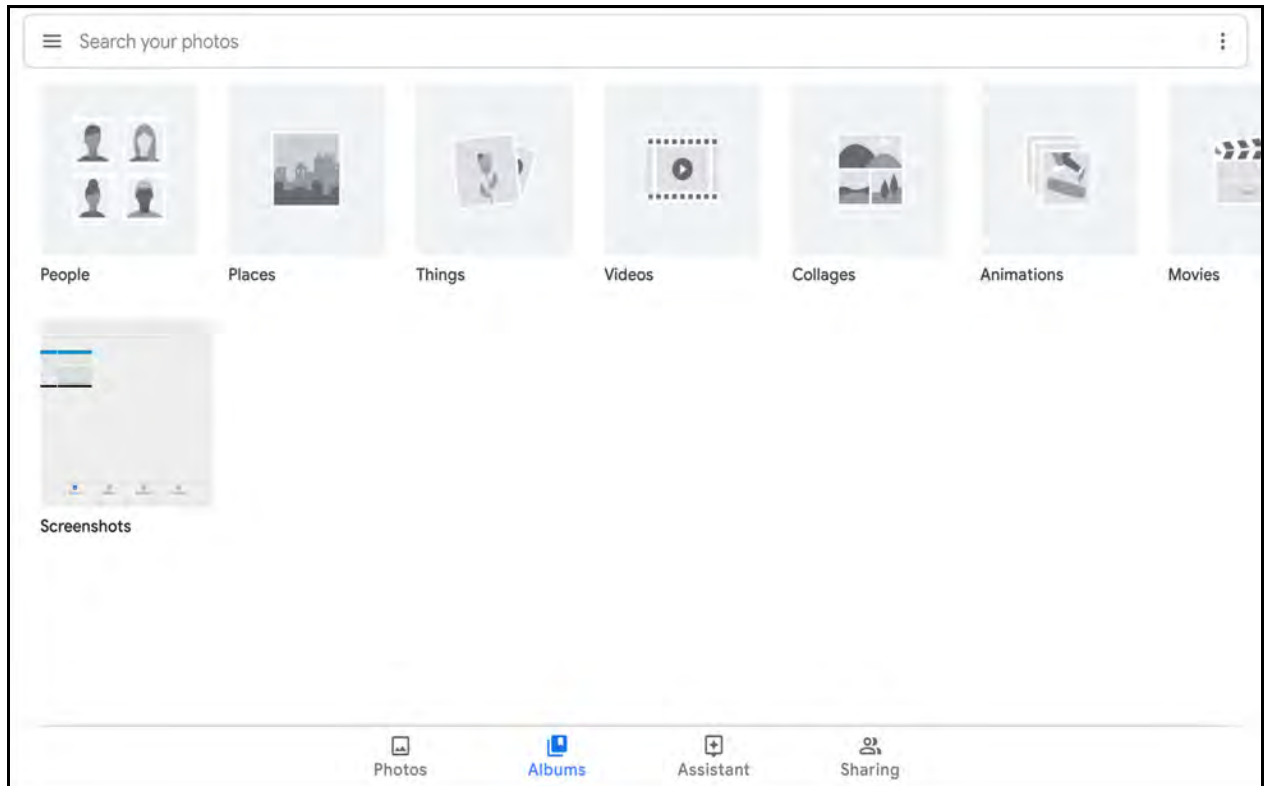 Search your photos
People Places Things Videos Collages Animations Movies
Screenshots
Photos Albums Assistant Sharing